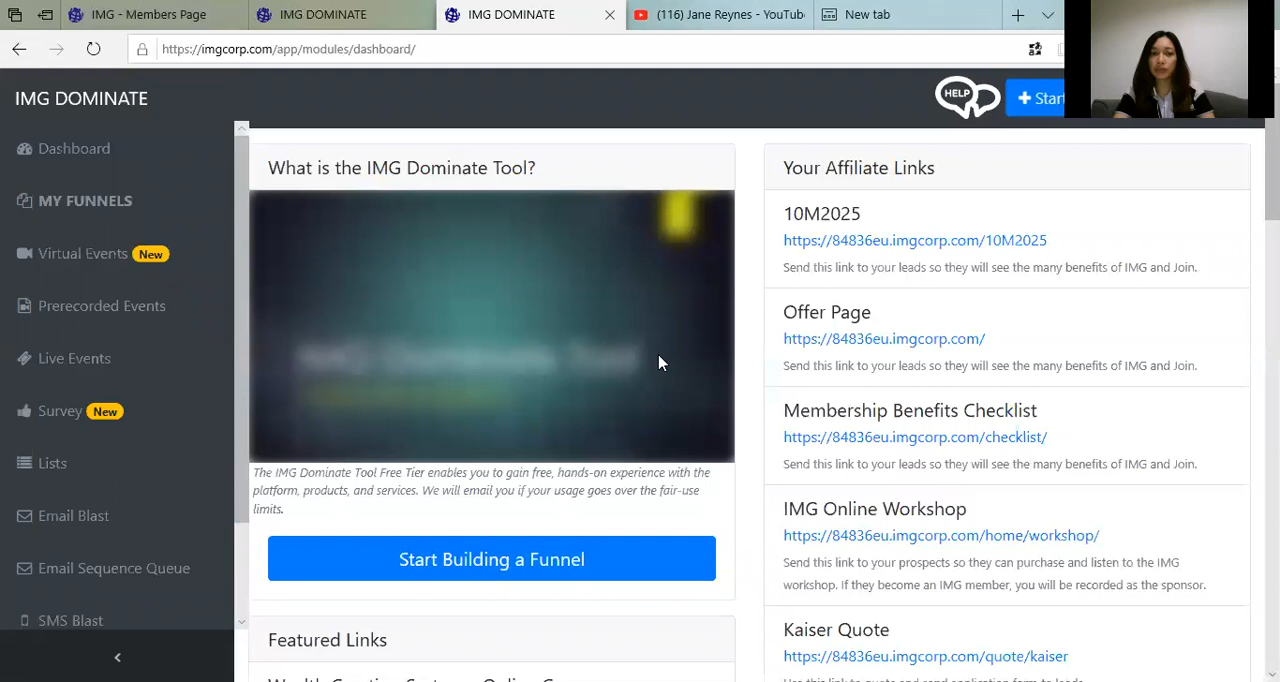 IMG - Members Page
IMG DOMINATE
IMG DOMINATE
(116) Jane Reynes - YouTub
New tab
https://imgcorp.com/app/modules/dashboard/
IMG DOMINATE
HELP
Start
Dashboard
MY FUNNELS
Virtual Events New
Prerecorded Events
Live Events
Survey New
Lists
Email Blast
Email Sequence Queue
SMS Blast
What is the IMG Dominate Tool?
IMG Dominate Tool
The IMG Dominate Tool Free Tier enables you to gain free, hands-on experience with the
platform, products, and services. We will email you if your usage goes over the fair-use
limits.
Start Building a Funnel
Featured Links
Your Affiliate Links
10M2025
https://84836eu.imgcorp.com/10M2025
Send this link to your leads so they will see the many benefits of IMG and Join.
Offer Page
https://84836eu.imgcorp.com/
Send this link to your leads so they will see the many benefits of IMG and Join.
Membership Benefits Checklist
https://84836eu.imgcorp.com/checklist/
Send this link to your leads so they will see the many benefits of IMG and Join.
IMG Online Workshop
https://84836eu.imgcorp.com/home/workshop/
Send this link to your prospects so they can purchase and listen to the IMG
workshop. If they become an IMG member, you will be recorded as the sponsor.
Kaiser Quote
https://84836eu.imgcorp.com/quote/kaiser